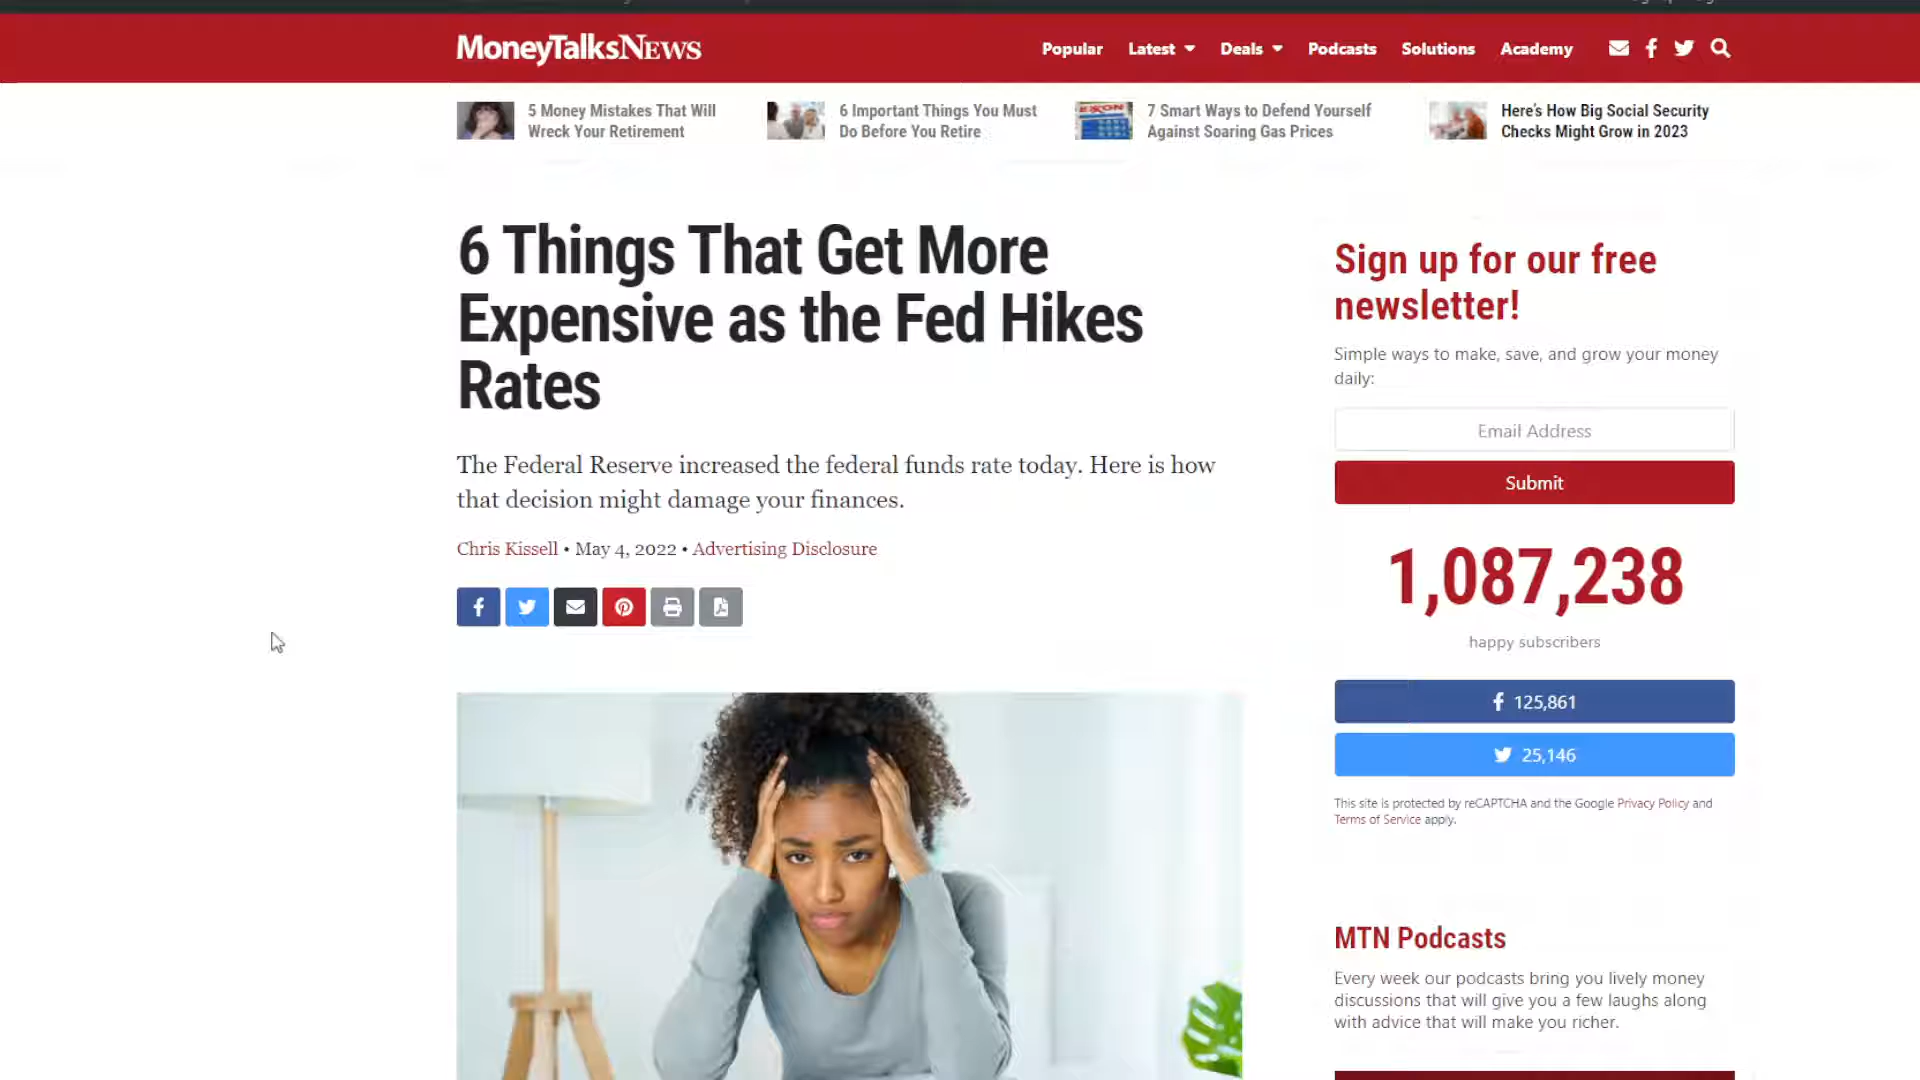 MoneyTalksNews
Popular
Latest
Deals
Podcasts
Solutions
Academy
5 Money Mistakes That Will
Wreck Your Retirement
6 Important Things You Must
Do Before You Retire
EXXON
7 Smart Ways to Defend Yourself
Against Soaring Gas Prices
Here's How Big Social Security
Checks Might Grow in 2023
6 Things That Get More
Expensive as the Fed Hikes
Rates
The Federal Reserve increased the federal funds rate today. Here is how
that decision might damage your finances.
Chris Kissell • May 4, 2022 • Advertising Disclosure
Sign up for our free
newsletter!
Simple ways to make, save, and grow your money
daily:
Email Address
Submit
1,087,238
happy subscribers
125,861
25,146
This site is protected by reCAPTCHA and the Google Privacy Policy and
Terms of Service apply.
MTN Podcasts
Every week our podcasts bring you lively money
discussions that will give you a few laughs along
with advice that will make you richer.